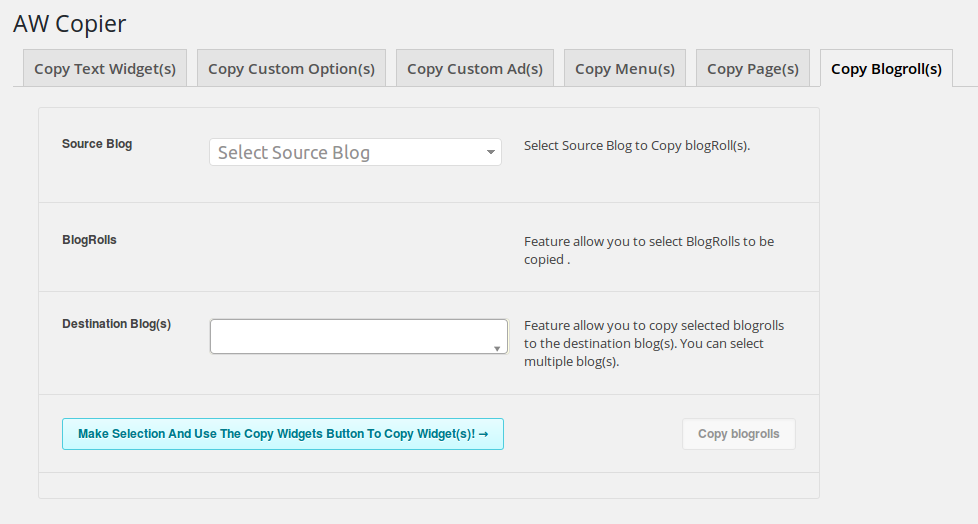 AW Copier
Copy Text Widget(s) Copy Custom Option(s) Copy Custom Ad(s) Copy Menu(s) Copy Page(s) Copy Blogroll(s)
Source Blog Select Source Blog Select Source Blog to Copy blogRoll(s).
BlogRolls Feature allow you to select BlogRolls to be
copied .
Destination Blog(s) Feature allow you to copy selected blogrolls
to the destination blog(s). You can select
multiple blog(s).
Make Selection And Use The Copy Widgets Button To Copy Widget(s)! → Copy blogrolls